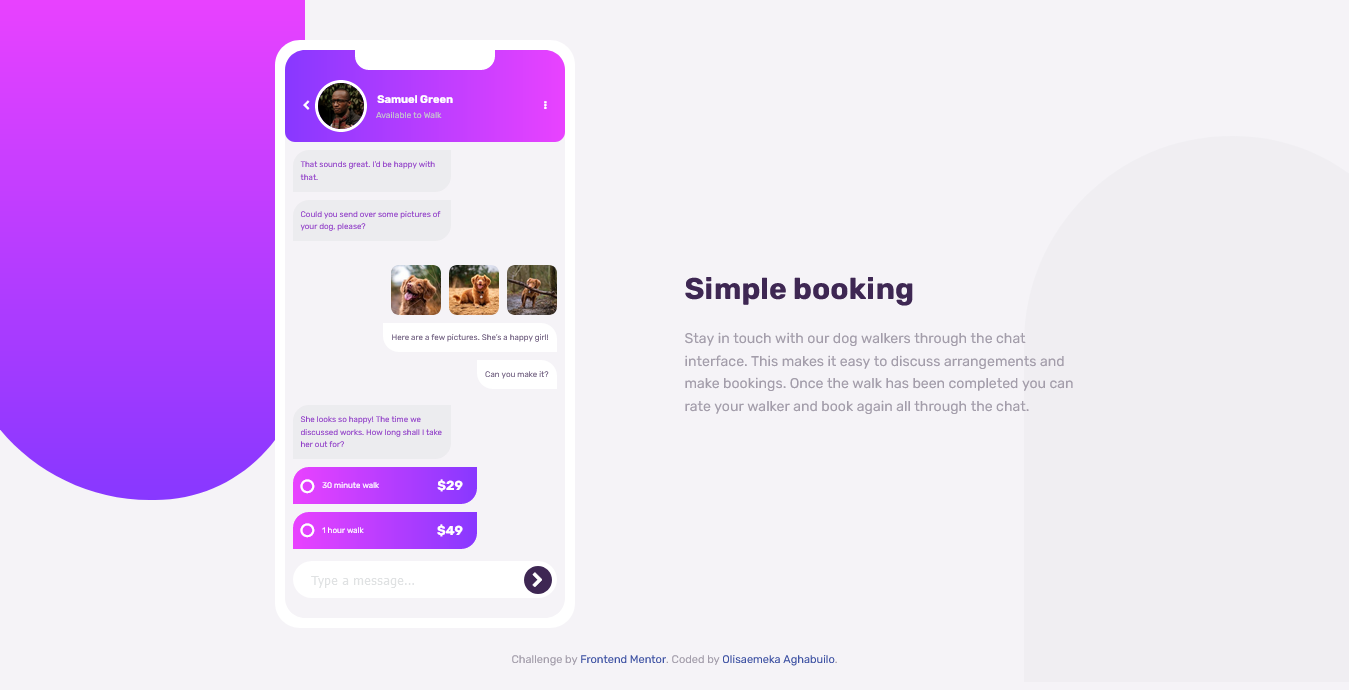 Samuel Green
Available to Walk
That sounds great. I'd be happy with
that.
Could you send over some pictures of
your dog, please?
Here are a few pictures. She's a happy girl!
Can you make it?
She looks so happy! The time we
discussed works. How long shall I take
her out for?
30 minute walk $29
1 hour walk $49
Type a message...
Simple booking
Stay in touch with our dog walkers through the chat
interface. This makes it easy to discuss arrangements and
make bookings. Once the walk has been completed you can
rate your walker and book again all through the chat.
Challenge by Frontend Mentor. Coded by Olisaemeka Aghabuilo.